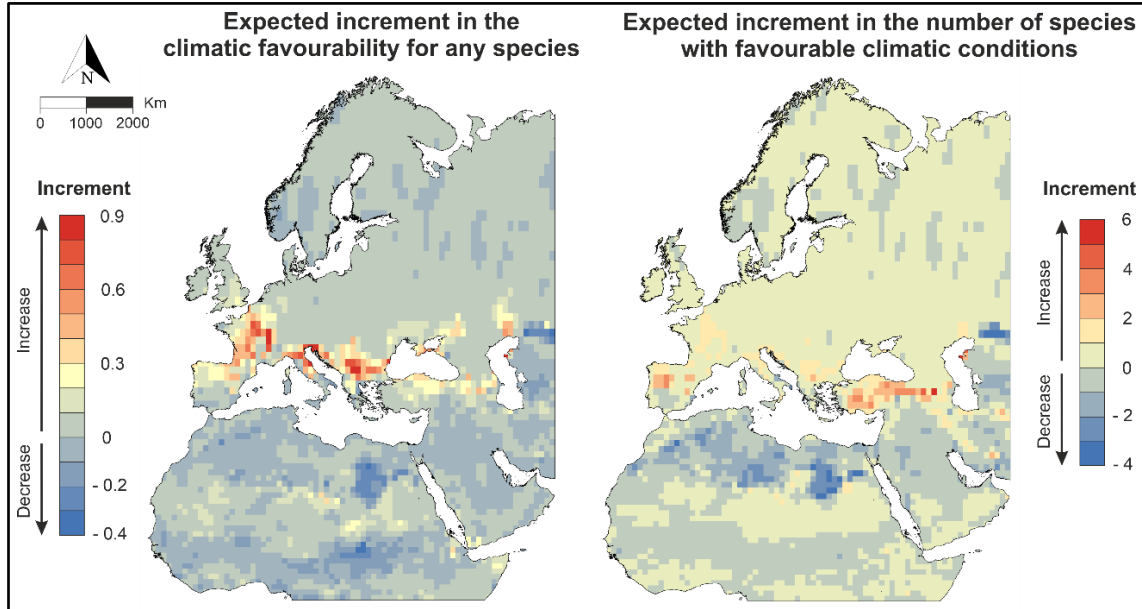 Expected increment in the
climatic favourability for any species
Expected increment in the number of species
with favourable climatic conditions
N
Km
0 1000 2000
Increment
0.9
0.6
0.3
0
- 0.2
- 0.4
Increase
Decrease
Increment
6
4
2
0
- 2
- 4
Increase
Decrease